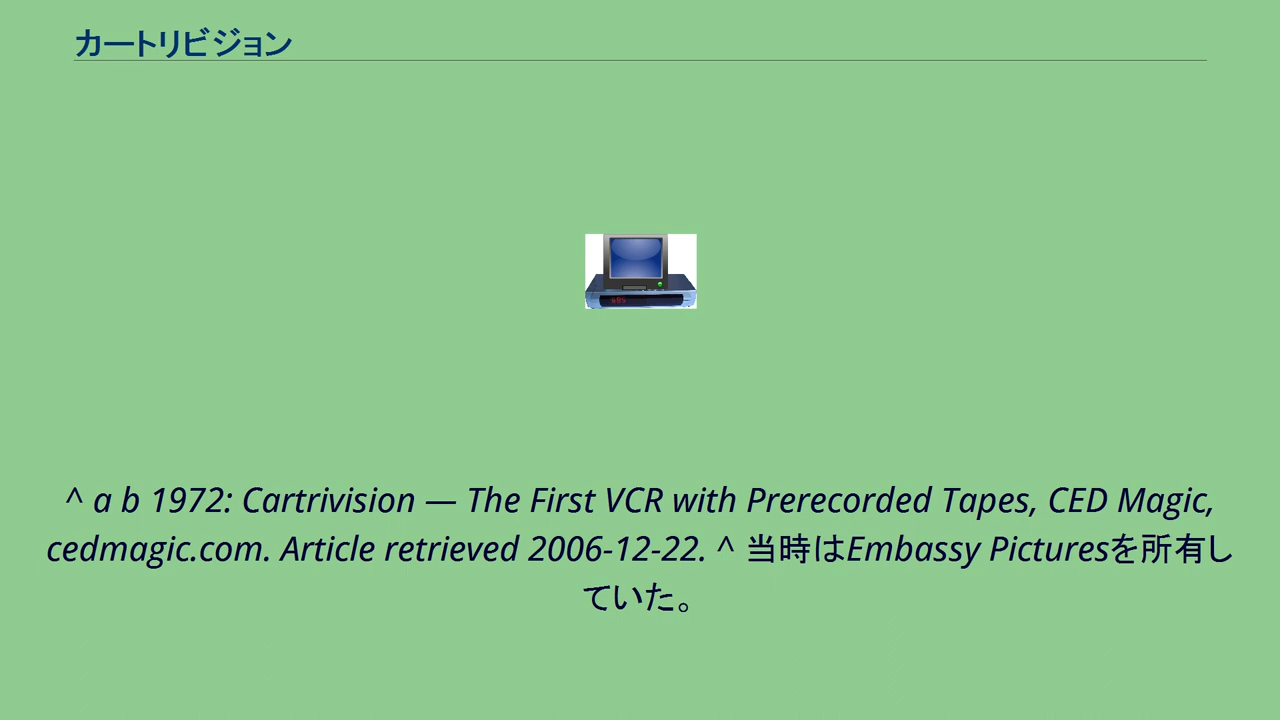 カートリビジョン
^ a b 1972: Cartrivision — The First VCR with Prerecorded Tapes, CED Magic,
cedmagic.com. Article retrieved 2006-12-22. ^ 当時はEmbassy Picturesを所有し
ていた。